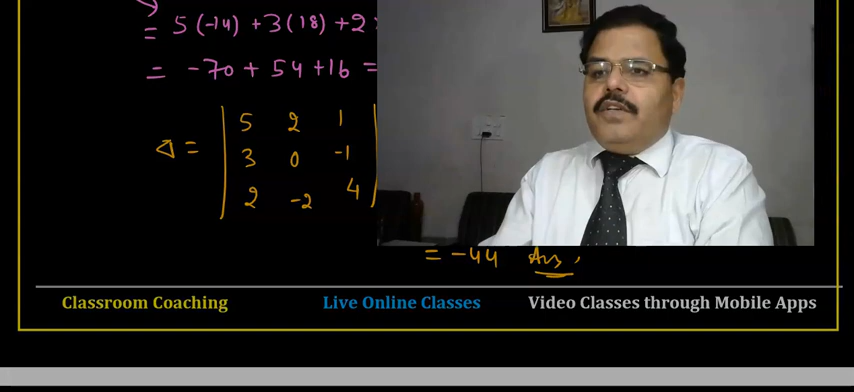 = 5(-14) + 3(18) + 2
= -70 + 54 + 16 =
Δ = | 5 2 1 |
| 3 0 -1 |
| 2 -2 4 |
= -44 Ans,
Classroom Coaching Live Online Classes Video Classes through Mobile Apps